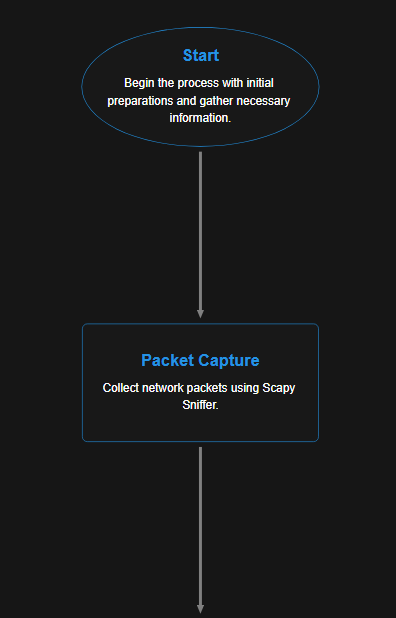 Start
Begin the process with initial
preparations and gather necessary
information.
Packet Capture
Collect network packets using Scapy
Sniffer.